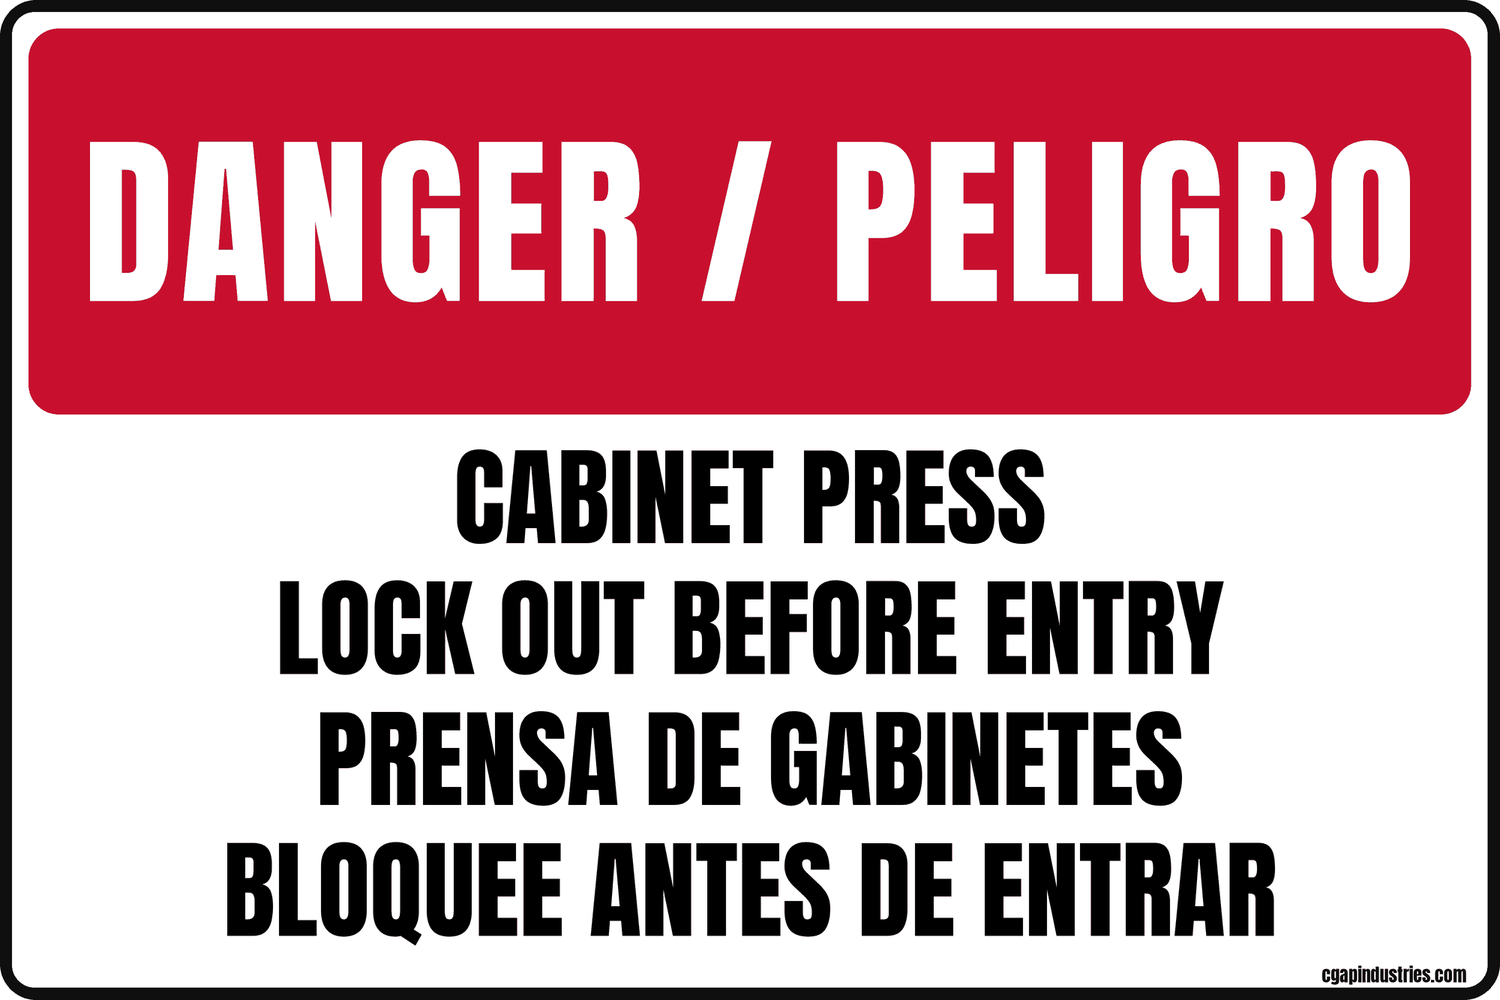 DANGER / PELIGRO
CABINET PRESS
LOCK OUT BEFORE ENTRY
PRENSA DE GABINETES
BLOQUEE ANTES DE ENTRAR
cgapindustries.com